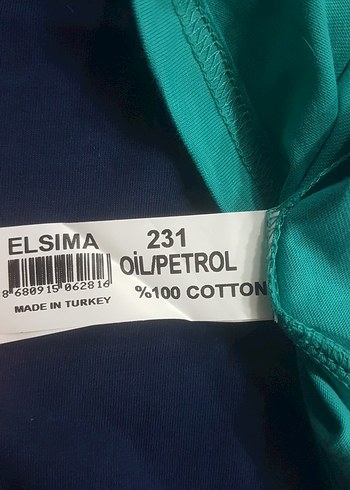 ELSIMA 231
OİL/PETROL
8 680915 062816
%100 COTTON
MADE IN TURKEY